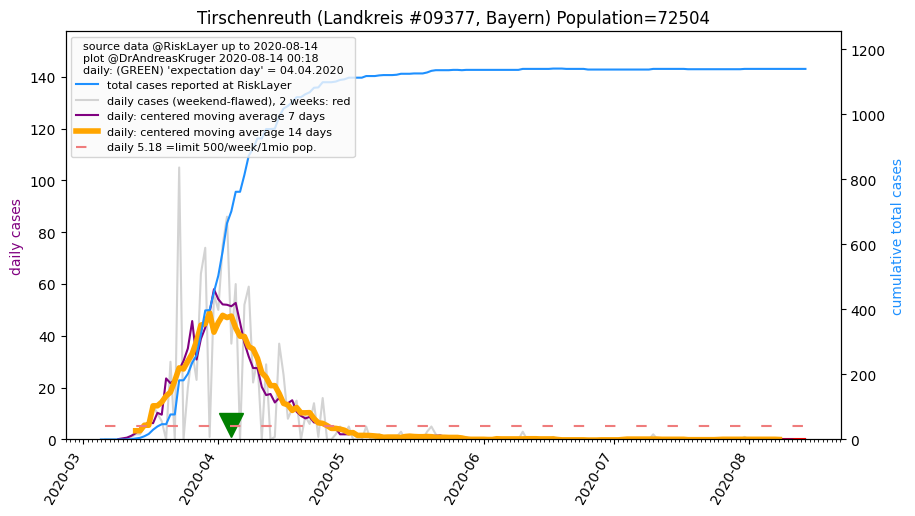 Tirschenreuth (Landkreis #09377, Bayern) Population=72504
source data @RiskLayer up to 2020-08-14
plot @DrAndreasKruger 2020-08-14 00:18
daily: (GREEN) 'expectation day' = 04.04.2020
total cases reported at RiskLayer
daily cases (weekend-flawed), 2 weeks: red
daily: centered moving average 7 days
daily: centered moving average 14 days
daily 5.18 =limit 500/week/1mio pop.
daily cases
140
120
100
80
60
40
20
0
1200
1000
800
600
400
200
0
cumulative total cases
2020-03
2020-04
2020-05
2020-06
2020-07
2020-08